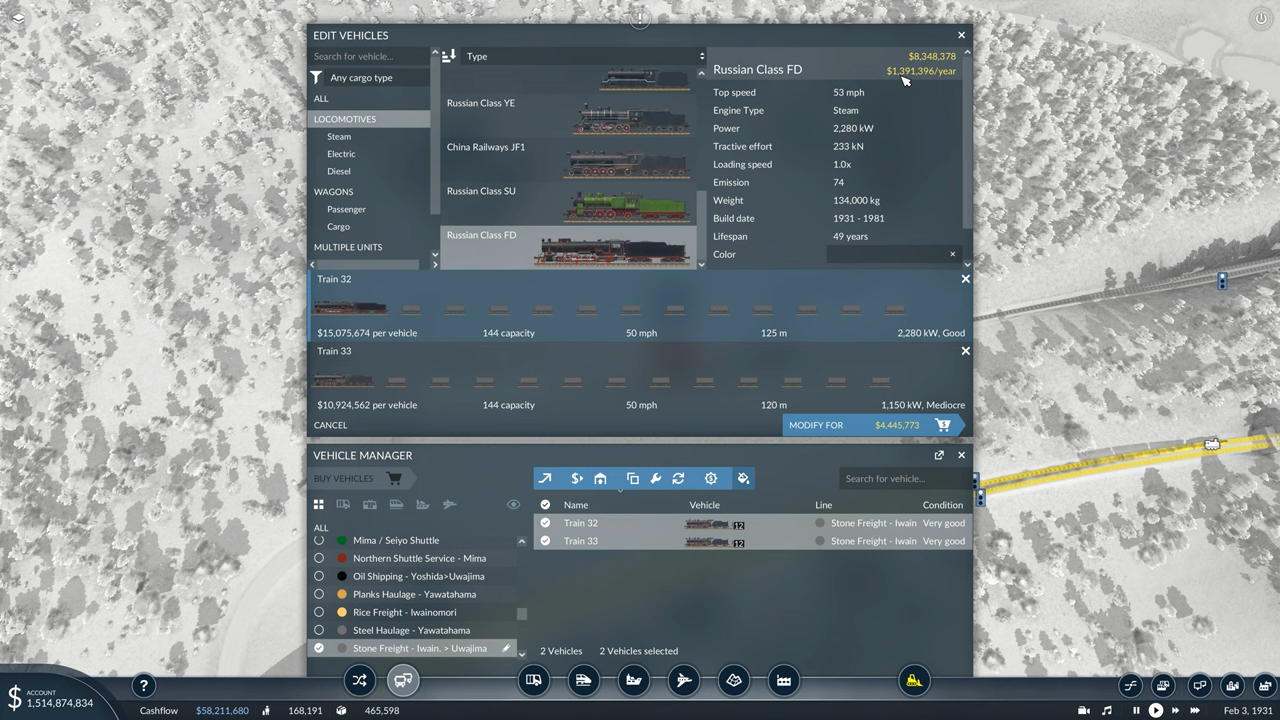 EDIT VEHICLES
Search for vehicle...
Any cargo type
ALL
LOCOMOTIVES
Steam
Electric
Diesel
WAGONS
Passenger
Cargo
MULTIPLE UNITS
Type
Russian Class YE
China Railways JF1
Russian Class SU
Russian Class FD
$8,348,378
Russian Class FD
$1,391,396/year
Top speed 53 mph
Engine Type Steam
Power 2,280 kW
Tractive effort 233 kN
Loading speed 1.0x
Emission 74
Weight 134,000 kg
Build date 1931 - 1981
Lifespan 49 years
Color
Train 32
$15,075,674 per vehicle 144 capacity 50 mph 125 m 2,280 kW, Good
Train 33
$10,924,562 per vehicle 144 capacity 50 mph 120 m 1,150 kW, Mediocre
CANCEL
MODIFY FOR $4,445,773
VEHICLE MANAGER
BUY VEHICLES
Search for vehicle...
ALL
Mima / Seiyo Shuttle
Northern Shuttle Service - Mima
Oil Shipping - Yoshida>Uwajima
Planks Haulage - Yawatahama
Rice Freight - Iwainomori
Steel Haulage - Yawatahama
Stone Freight - Iwain. > Uwajima
Name Vehicle Line Condition
Train 32 12 Stone Freight - Iwain Very good
Train 33 12 Stone Freight - Iwain Very good
2 Vehicles 2 Vehicles selected
$ ACCOUNT
1,514,874,834
?
Cashflow $58,211,680 168,191 465,598
Feb 3, 1931